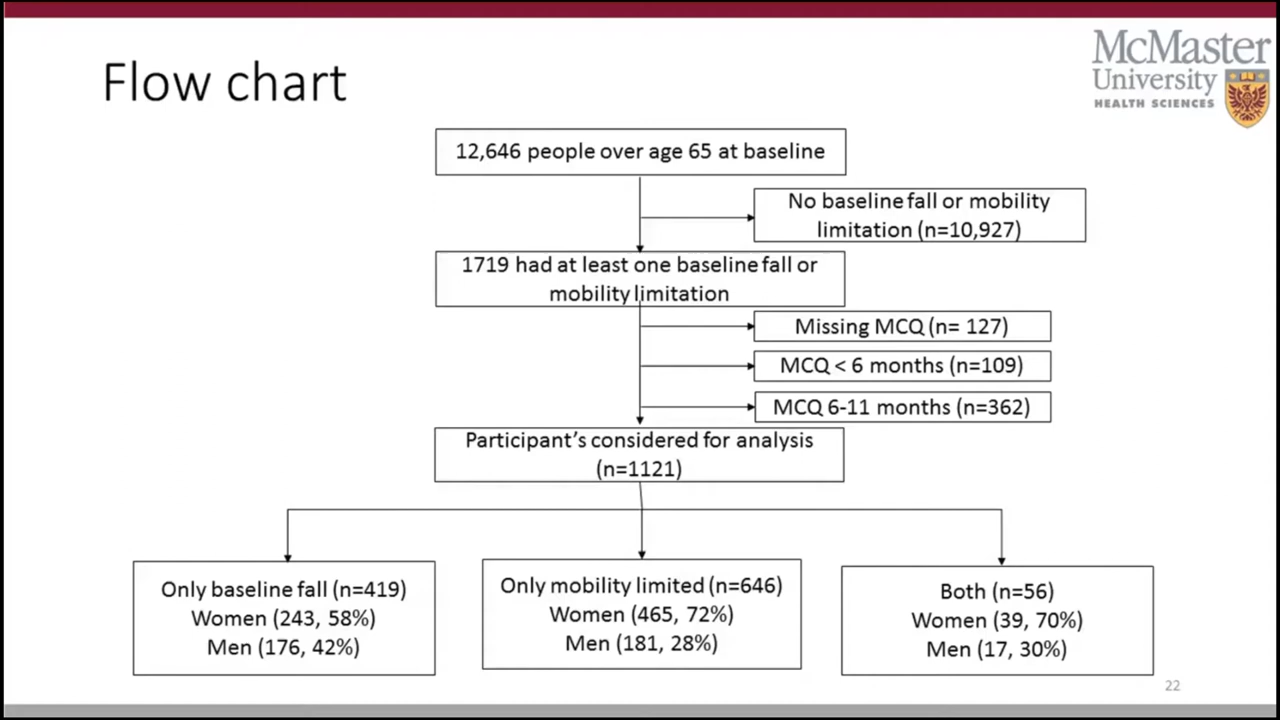 McMaster
University
HEALTH SCIENCES
Flow chart
12,646 people over age 65 at baseline
No baseline fall or mobility
limitation (n=10,927)
1719 had at least one baseline fall or
mobility limitation
Missing MCQ (n= 127)
MCQ < 6 months (n=109)
MCQ 6-11 months (n=362)
Participant's considered for analysis
(n=1121)
Only baseline fall (n=419)
Women (243, 58%)
Men (176, 42%)
Only mobility limited (n=646)
Women (465, 72%)
Men (181, 28%)
Both (n=56)
Women (39, 70%)
Men (17, 30%)
22